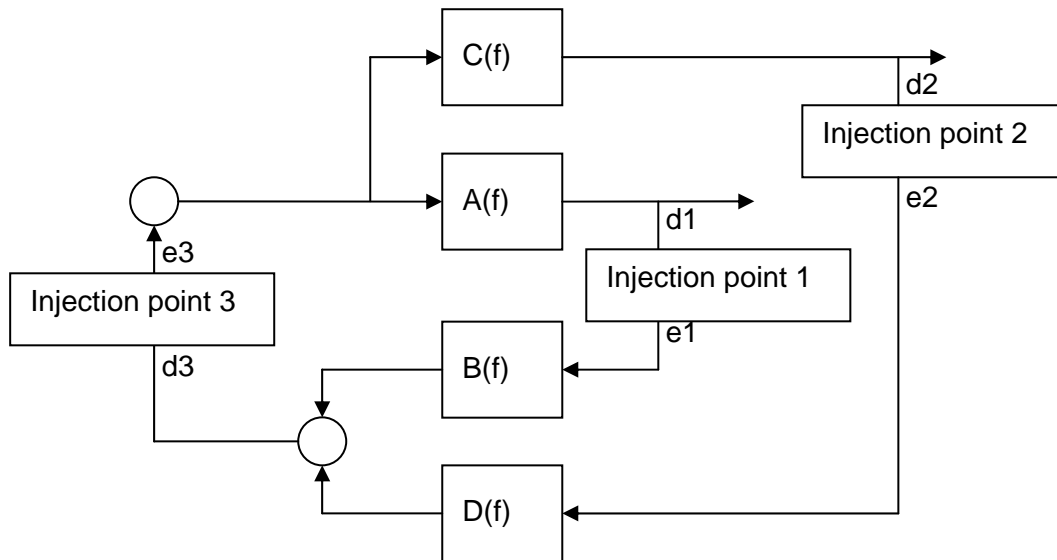 C(f)
d2
Injection point 2
e2
A(f)
d1
e3
Injection point 1
Injection point 3
e1
d3
B(f)
D(f)